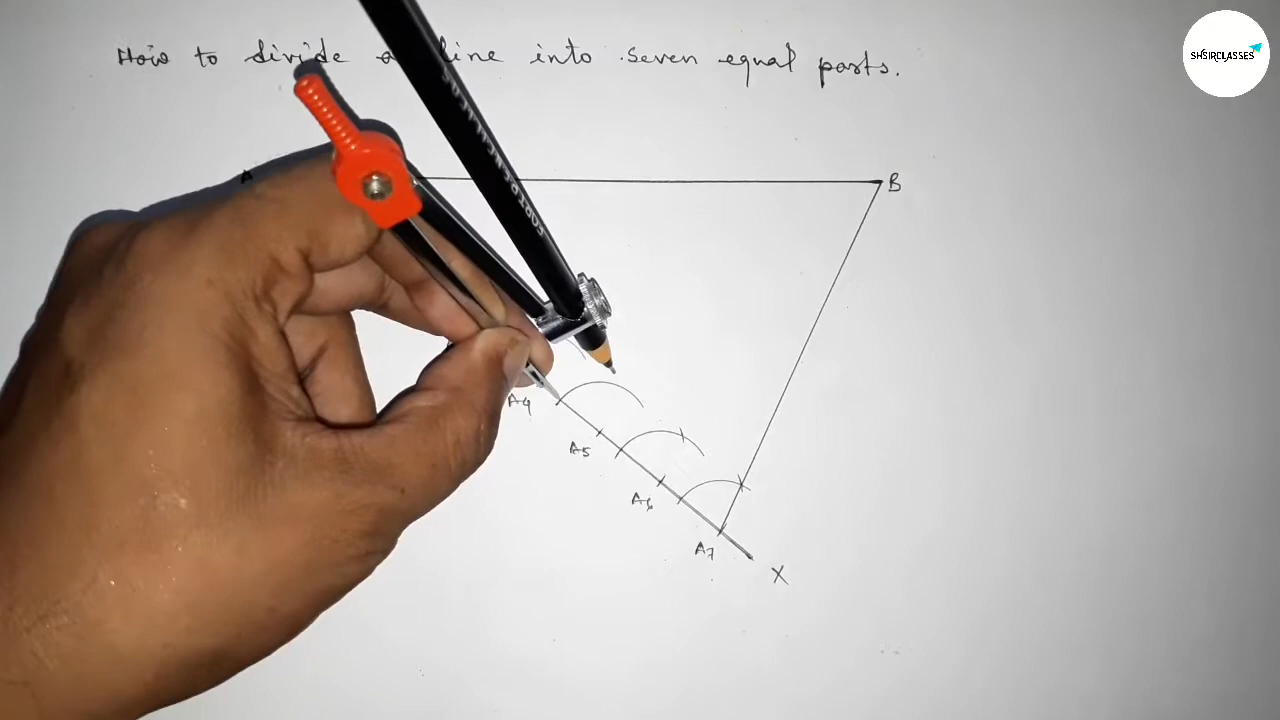 How to divide a line into seven equal parts.
SHSIRCLASSES
A
B
A4
A5
A6
A7
X